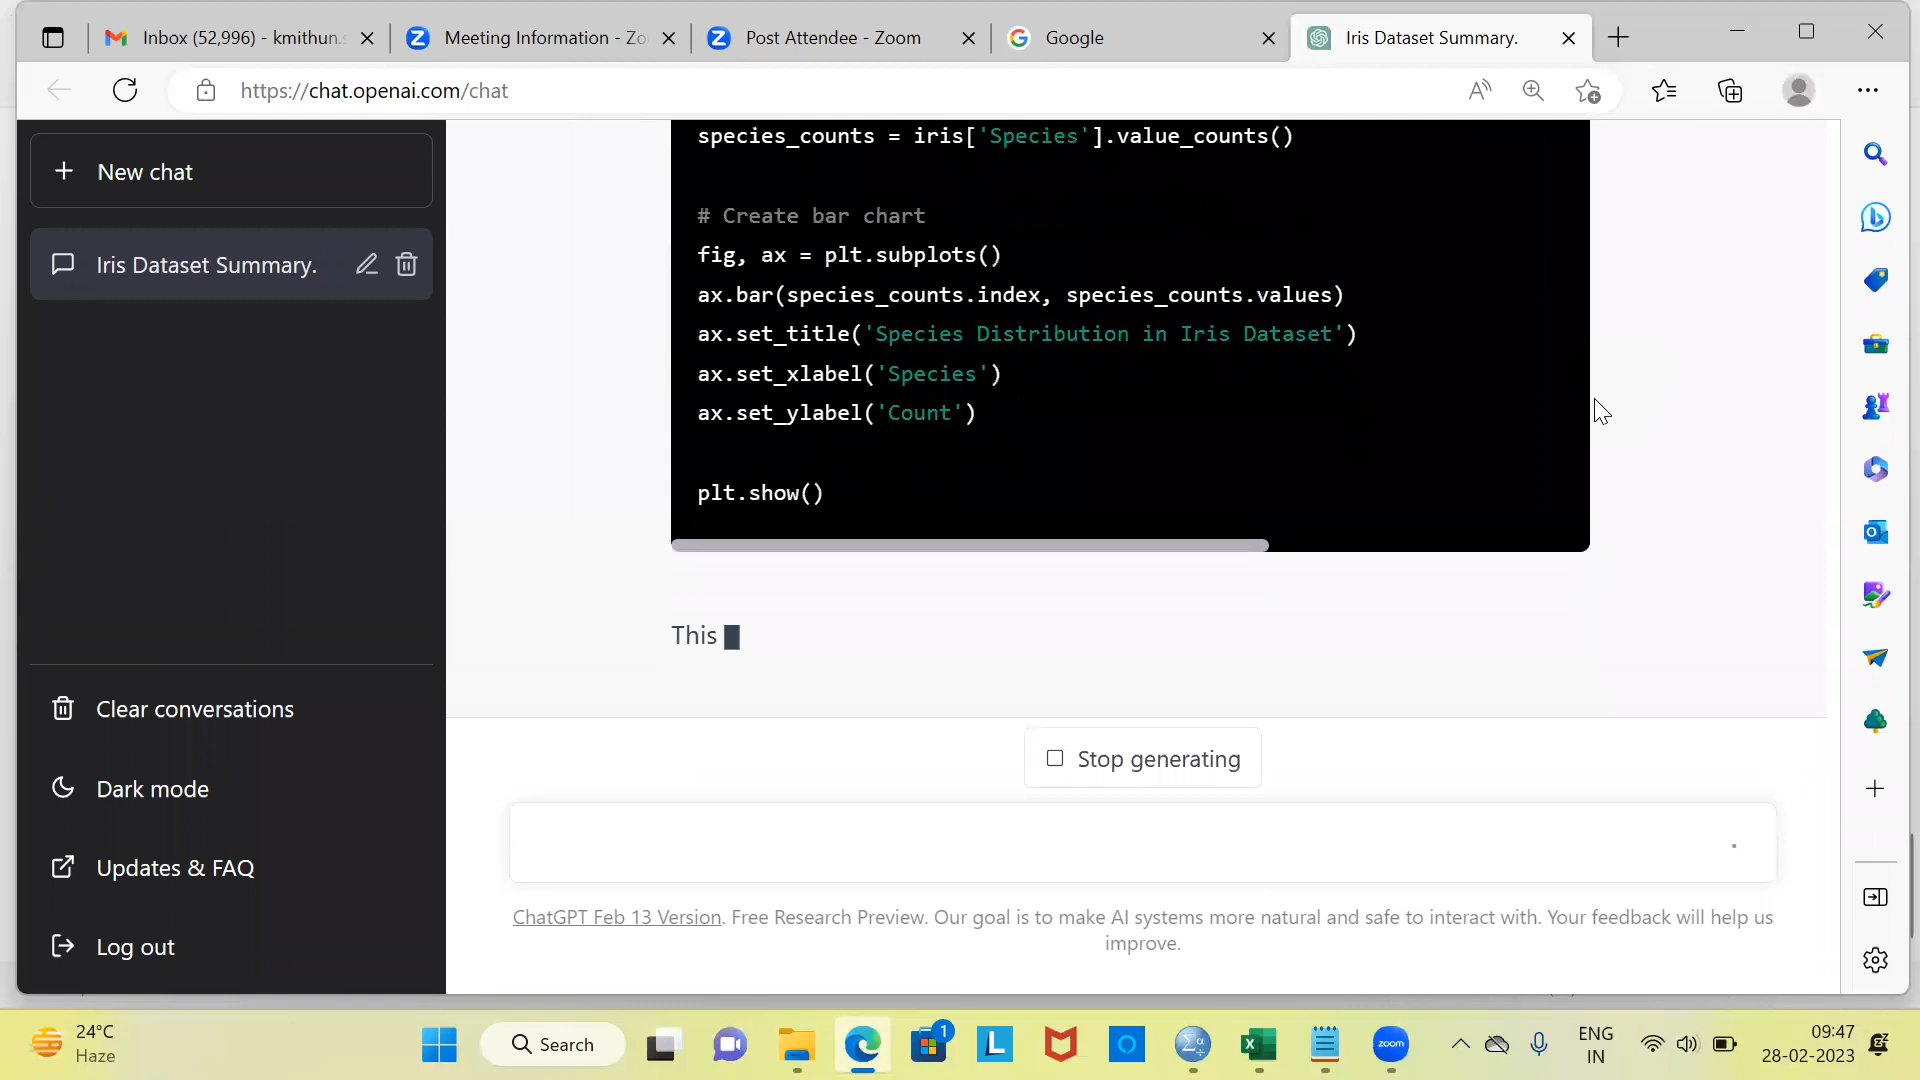 Inbox (52,996) - kmithun.s
Meeting Information - Zo
Post Attendee - Zoom
Google
Iris Dataset Summary.
https://chat.openai.com/chat
New chat
Iris Dataset Summary.
Clear conversations
Dark mode
Updates & FAQ
Log out
species_counts = iris['Species'].value_counts()
# Create bar chart
fig, ax = plt.subplots()
ax.bar(species_counts.index, species_counts.values)
ax.set_title('Species Distribution in Iris Dataset')
ax.set_xlabel('Species')
ax.set_ylabel('Count')
plt.show()
This
Stop generating
ChatGPT Feb 13 Version. Free Research Preview. Our goal is to make AI systems more natural and safe to interact with. Your feedback will help us
improve.
24°C
Haze
Search
1
L
zoom
ENG
IN
09:47
28-02-2023